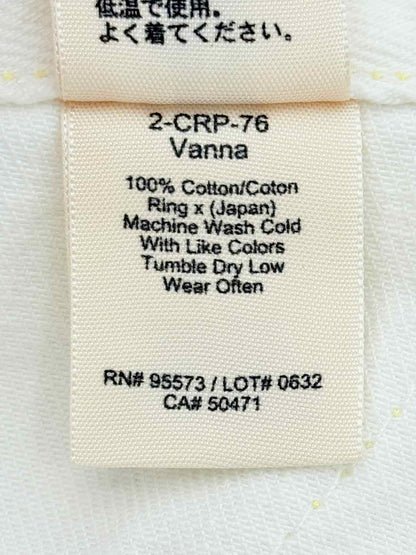 低温で使用.
よく着てください。
2-CRP-76
Vanna
100% Cotton/Coton
Ring x (Japan)
Machine Wash Cold
With Like Colors
Tumble Dry Low
Wear Often
RN# 95573 / LOT# 0632
CA# 50471